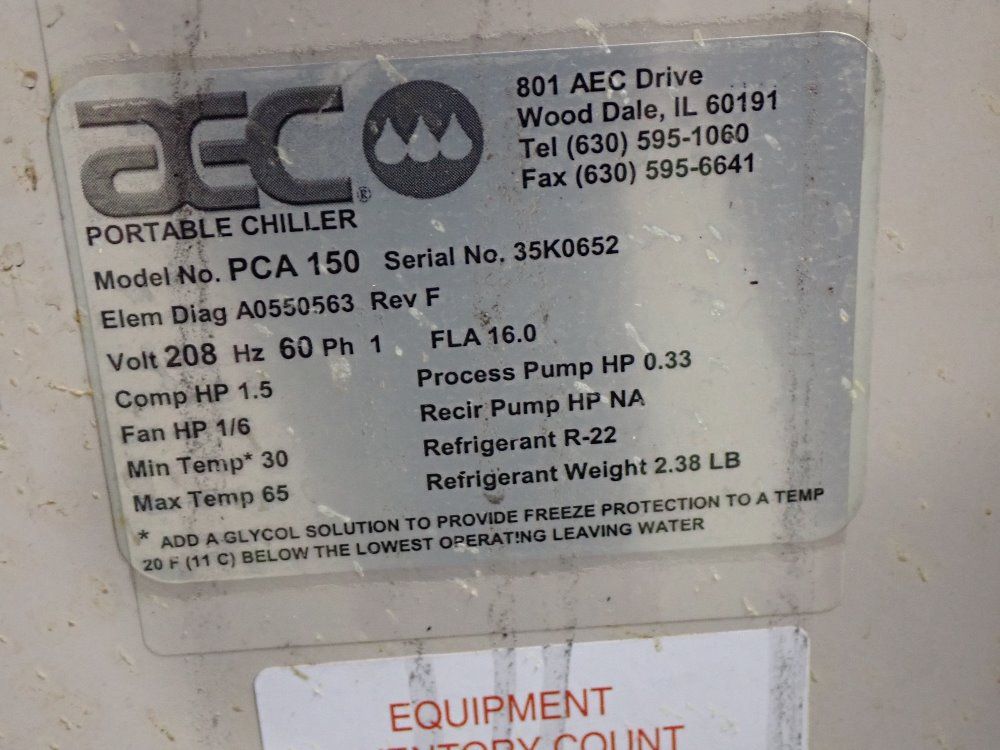 aec ®
801 AEC Drive
Wood Dale, IL 60191
Tel (630) 595-1060
Fax (630) 595-6641
PORTABLE CHILLER
Model No. PCA 150 Serial No. 35K0652
Elem Diag A0550563 Rev F
Volt 208 Hz 60 Ph 1 FLA 16.0
Comp HP 1.5 Process Pump HP 0.33
Fan HP 1/6 Recir Pump HP NA
Min Temp* 30 Refrigerant R-22
Max Temp 65 Refrigerant Weight 2.38 LB
* ADD A GLYCOL SOLUTION TO PROVIDE FREEZE PROTECTION TO A TEMP
20 F (11 C) BELOW THE LOWEST OPERATING LEAVING WATER
EQUIPMENT
COUNT